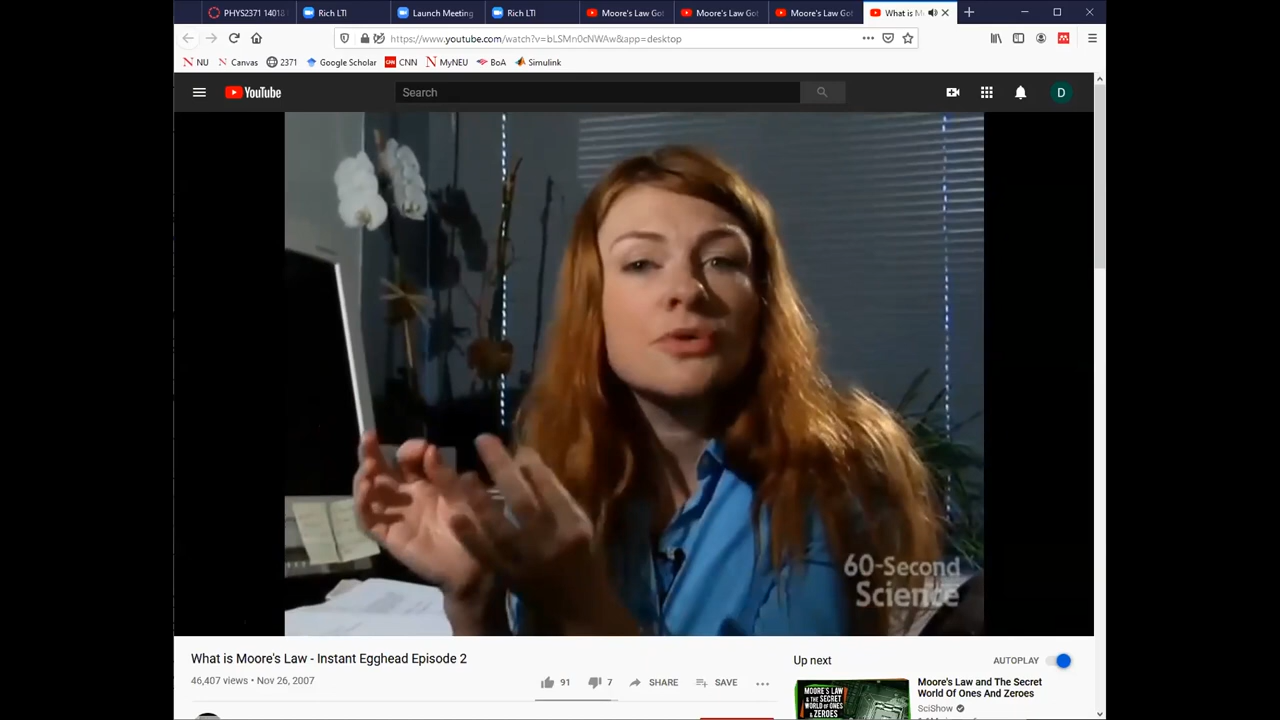 PHYS2371 14018
Rich LTI
Launch Meeting
Rich LTI
Moore's Law Got
Moore's Law Got
Moore's Law Got
What is M
https://www.youtube.com/watch?v=bLSMn0cNWAw&app=desktop
NU
Canvas
2371
Google Scholar
CNN
MyNEU
BoA
Simulink
YouTube
Search
D
60-Second
Science
What is Moore's Law - Instant Egghead Episode 2
46,407 views • Nov 26, 2007
91
7
SHARE
SAVE
Up next
AUTOPLAY
MOORE'S LAW
& THE
SECRET
WORLD OF
ONES &
ZEROES
Moore's Law and The Secret
World Of Ones And Zeroes
SciShow